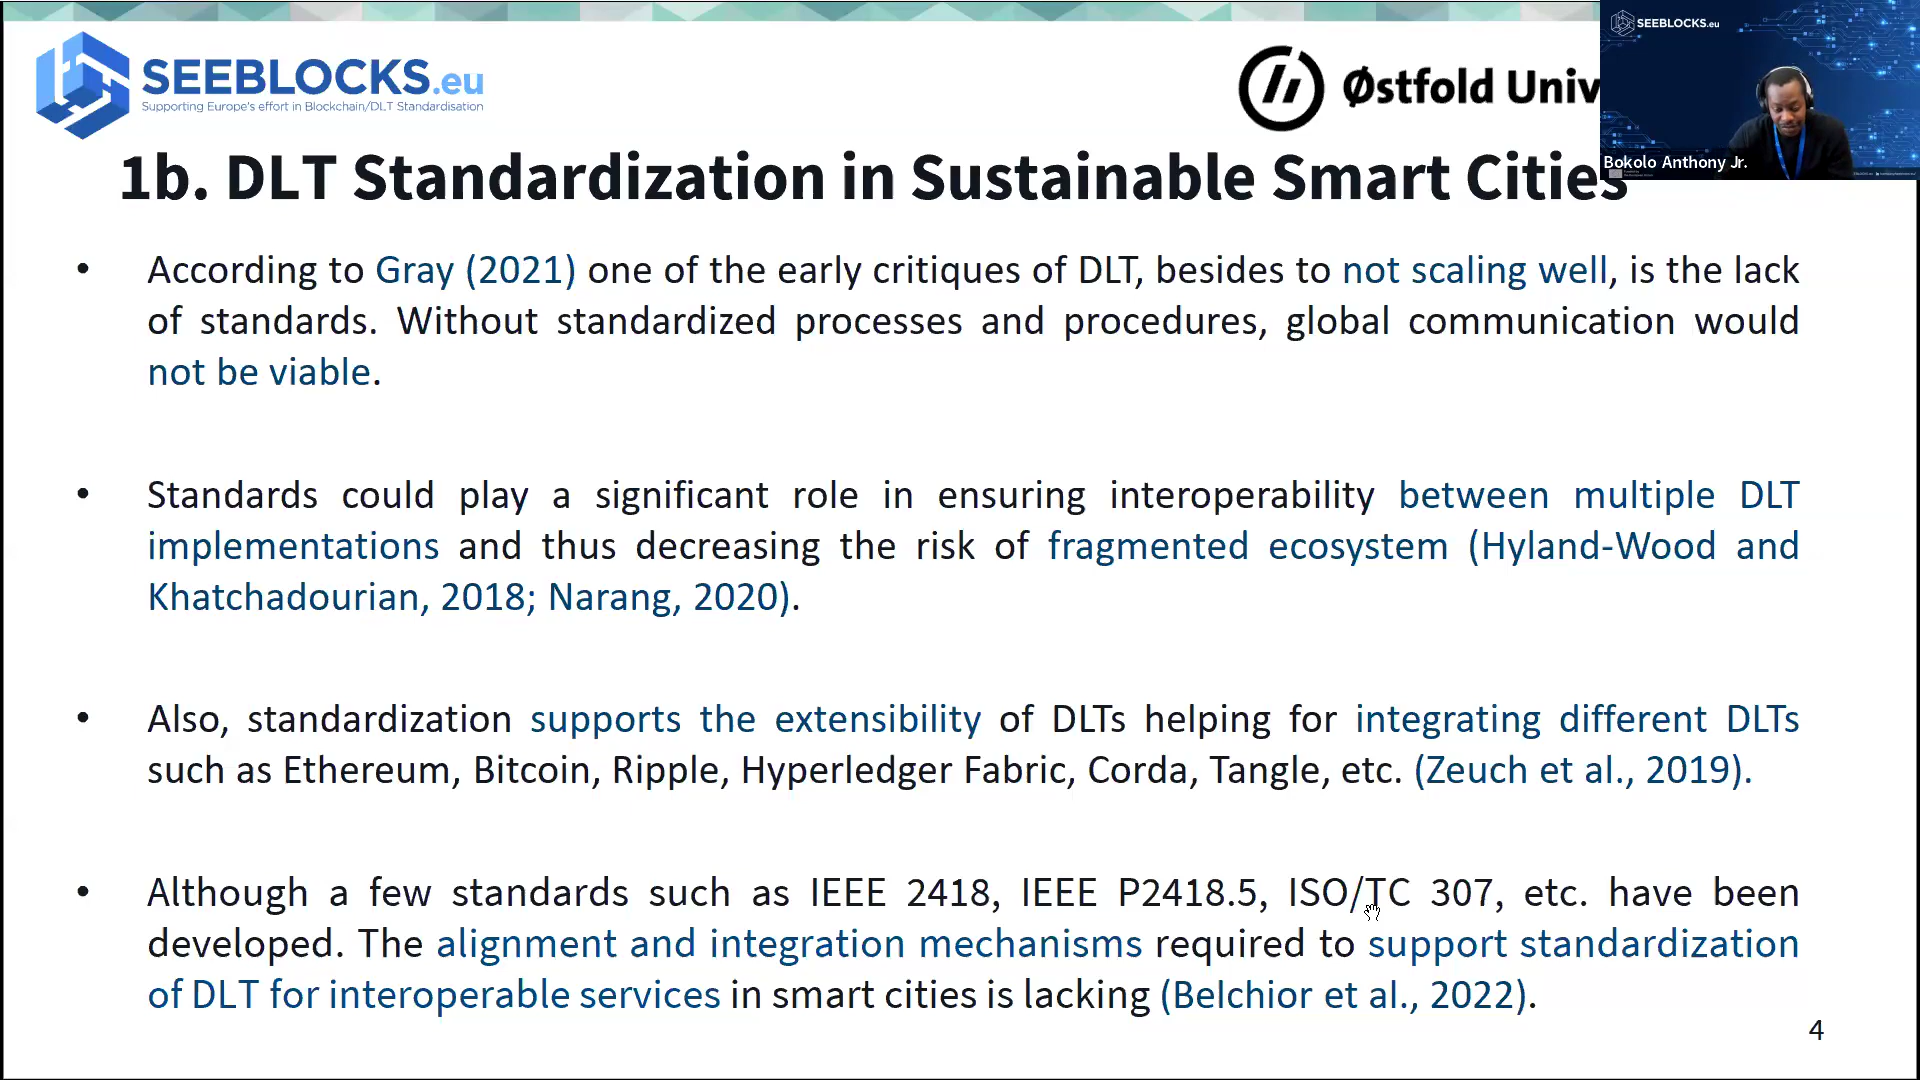 SEEBLOCKS.eu
Supporting Europe's effort in Blockchain/DLT Standardisation
Østfold Univ
SEEBLOCKS.eu
Bokolo Anthony Jr.
1b. DLT Standardization in Sustainable Smart Cities
• According to Gray (2021) one of the early critiques of DLT, besides to not scaling well, is the lack
of standards. Without standardized processes and procedures, global communication would
not be viable.
• Standards could play a significant role in ensuring interoperability between multiple DLT
implementations and thus decreasing the risk of fragmented ecosystem (Hyland-Wood and
Khatchadourian, 2018; Narang, 2020).
• Also, standardization supports the extensibility of DLTs helping for integrating different DLTs
such as Ethereum, Bitcoin, Ripple, Hyperledger Fabric, Corda, Tangle, etc. (Zeuch et al., 2019).
• Although a few standards such as IEEE 2418, IEEE P2418.5, ISO/TC 307, etc. have been
developed. The alignment and integration mechanisms required to support standardization
of DLT for interoperable services in smart cities is lacking (Belchior et al., 2022).
4